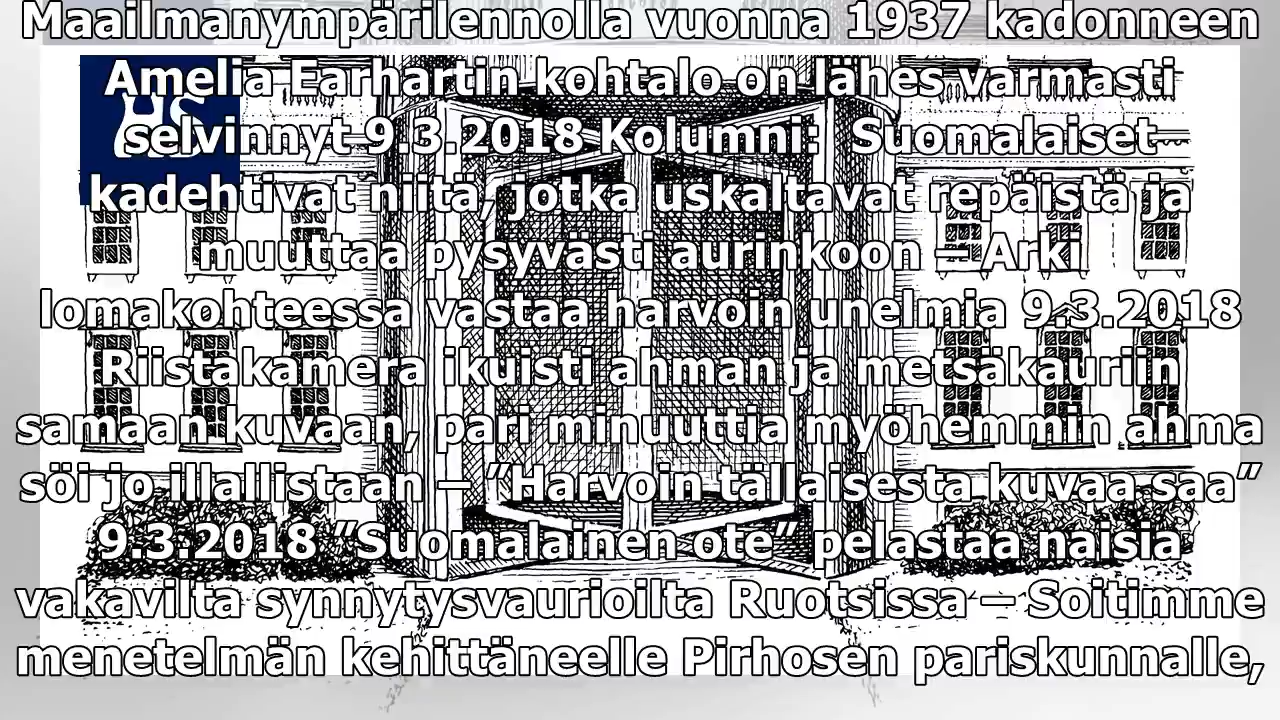 Maailmanympärilennolla vuonna 1937 kadonneen
Amelia Earhartin kohtalo on lähes varmasti
selvinnyt 9.3.2018 Kolumni: Suomalaiset
kadehtivat niitä, jotka uskaltavat repäistä ja
muuttaa pysyvästi aurinkoon – Arki
lomakohteessa vastaa harvoin unelmia 9.3.2018
Riistakamera ikuisti ahman ja metsäkauriin
samaan kuvaan, pari minuuttia myöhemmin ahma
söi jo illallistaan – ”Harvoin tällaisesta kuvaa saa”
9.3.2018 ”Suomalainen ote” pelastaa naisia
vakavilta synnytysvaurioilta Ruotsissa – Soitimme
menetelmän kehittäneelle Pirhosen pariskunnalle,
HS